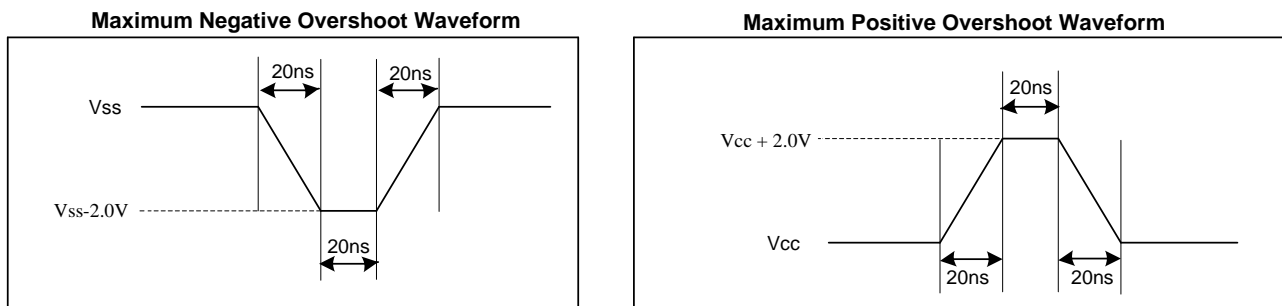 Maximum Negative Overshoot Waveform
20ns
20ns
Vss
Vss-2.0V
20ns
Maximum Positive Overshoot Waveform
20ns
Vcc + 2.0V
Vcc
20ns
20ns